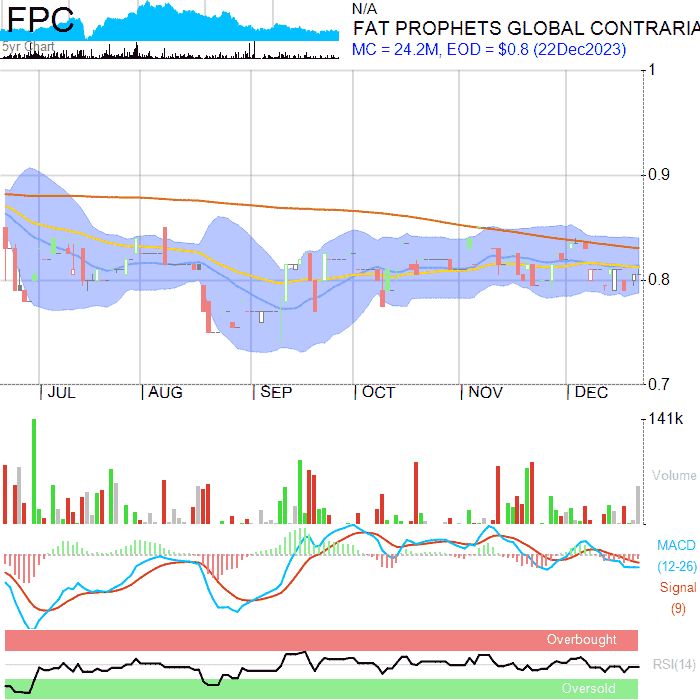 FPC
5yr Chart
N/A
FAT PROPHETS GLOBAL CONTRARIA
MC = 24.2M, EOD = $0.8 (22Dec2023)
1
0.9
0.8
0.7
JUL AUG SEP OCT NOV DEC
141k
Volume
MACD
(12-26)
Signal
(9)
Overbought
RSI(14)
Oversold